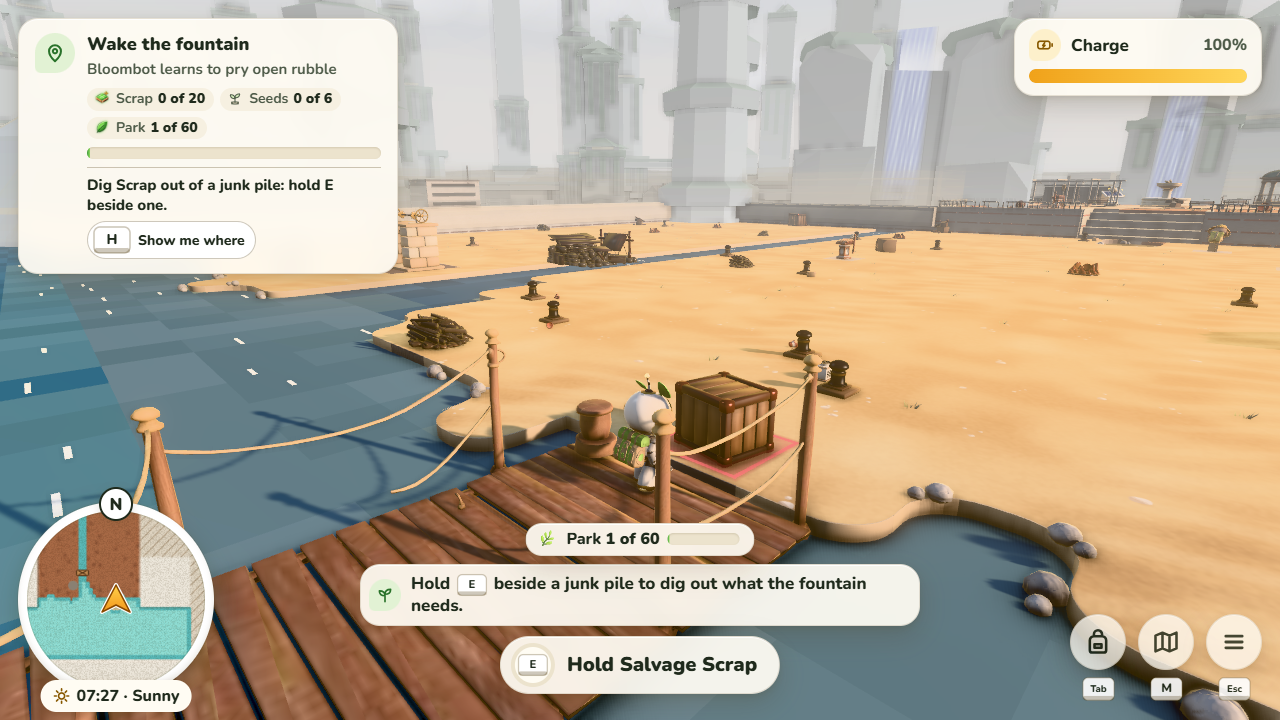 Wake the fountain
Bloombot learns to pry open rubble
Scrap 0 of 20
Seeds 0 of 6
Park 1 of 60
Dig Scrap out of a junk pile: hold E
beside one.
H Show me where
Charge 100%
N
07:27 · Sunny
Park 1 of 60
Hold E beside a junk pile to dig out what the fountain
needs.
E Hold Salvage Scrap
Tab
M
Esc